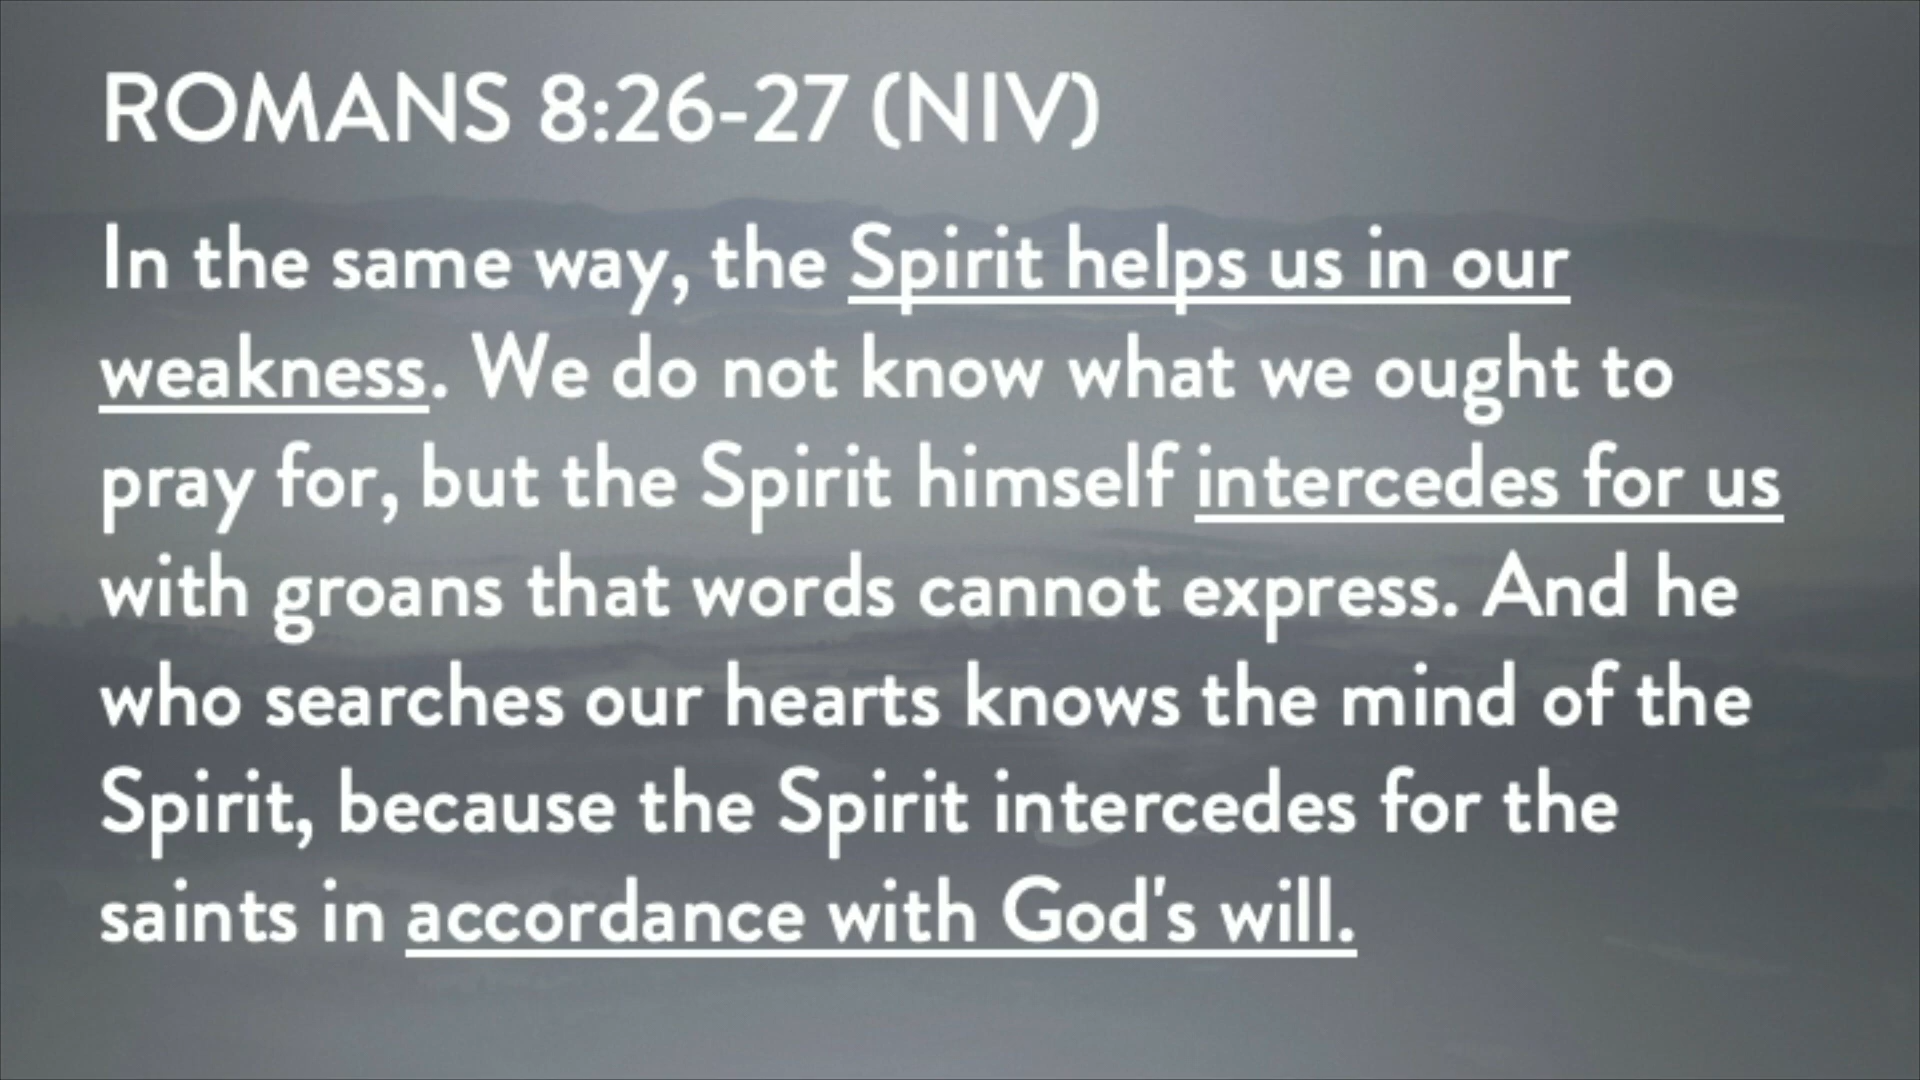 ROMANS 8:26-27 (NIV)
In the same way, the Spirit helps us in our
weakness. We do not know what we ought to
pray for, but the Spirit himself intercedes for us
with groans that words cannot express. And he
who searches our hearts knows the mind of the
Spirit, because the Spirit intercedes for the
saints in accordance with God's will.